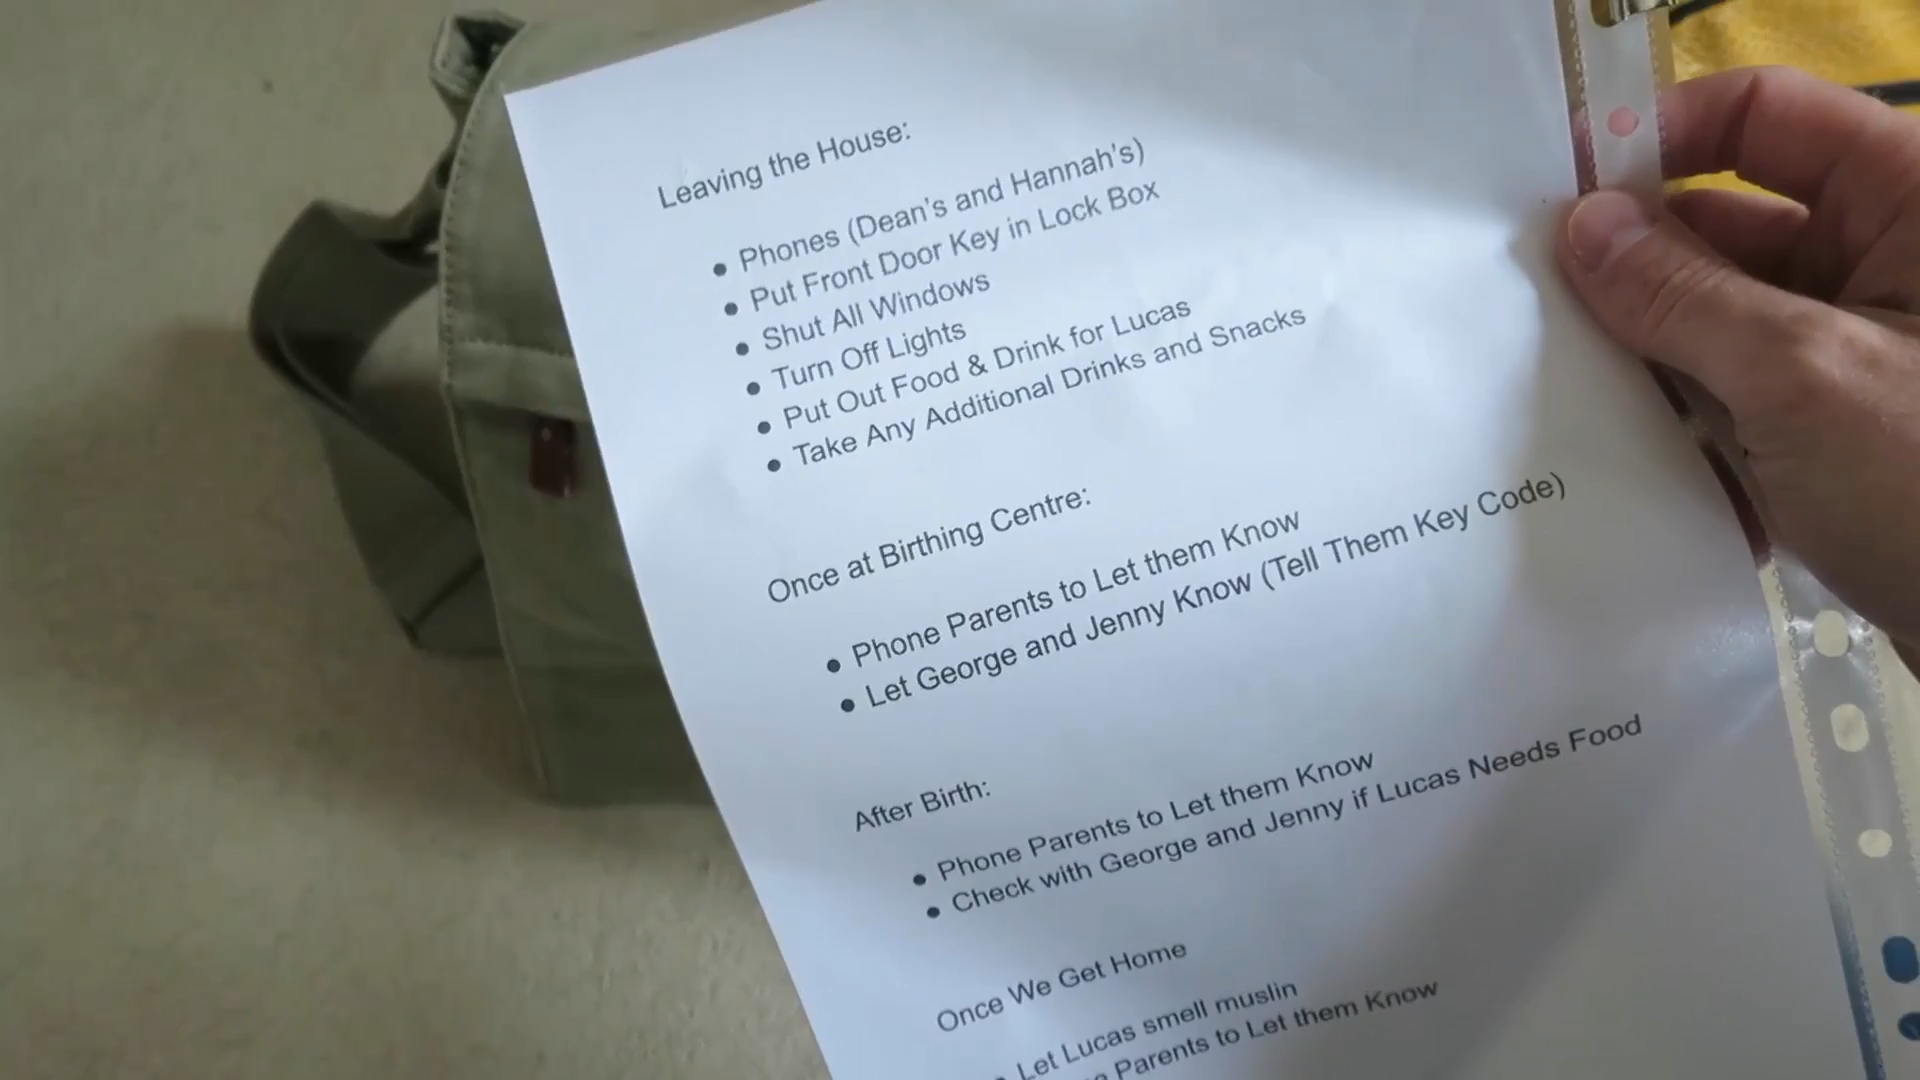 Leaving the House:
● Phones (Dean's and Hannah's)
● Put Front Door Key in Lock Box
● Shut All Windows
● Turn Off Lights
● Put Out Food & Drink for Lucas
● Take Any Additional Drinks and Snacks
Once at Birthing Centre:
● Phone Parents to Let them Know
● Let George and Jenny Know (Tell Them Key Code)
After Birth:
● Phone Parents to Let them Know
● Check with George and Jenny if Lucas Needs Food
Once We Get Home
● Let Lucas smell muslin
Parents to Let them Know